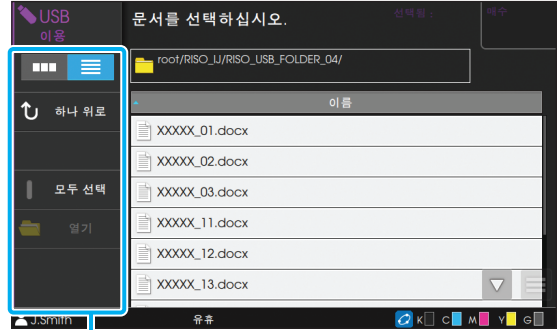 USB
이용
문서를 선택하십시오.
선택됨 :
매수
root/RISO_IJ/RISO_USB_FOLDER_04/
이름
하나 위로
모두 선택
열기
XXXXX_01.docx
XXXXX_02.docx
XXXXX_03.docx
XXXXX_11.docx
XXXXX_12.docx
XXXXX_13.docx
J.Smith
유휴
K C M Y G